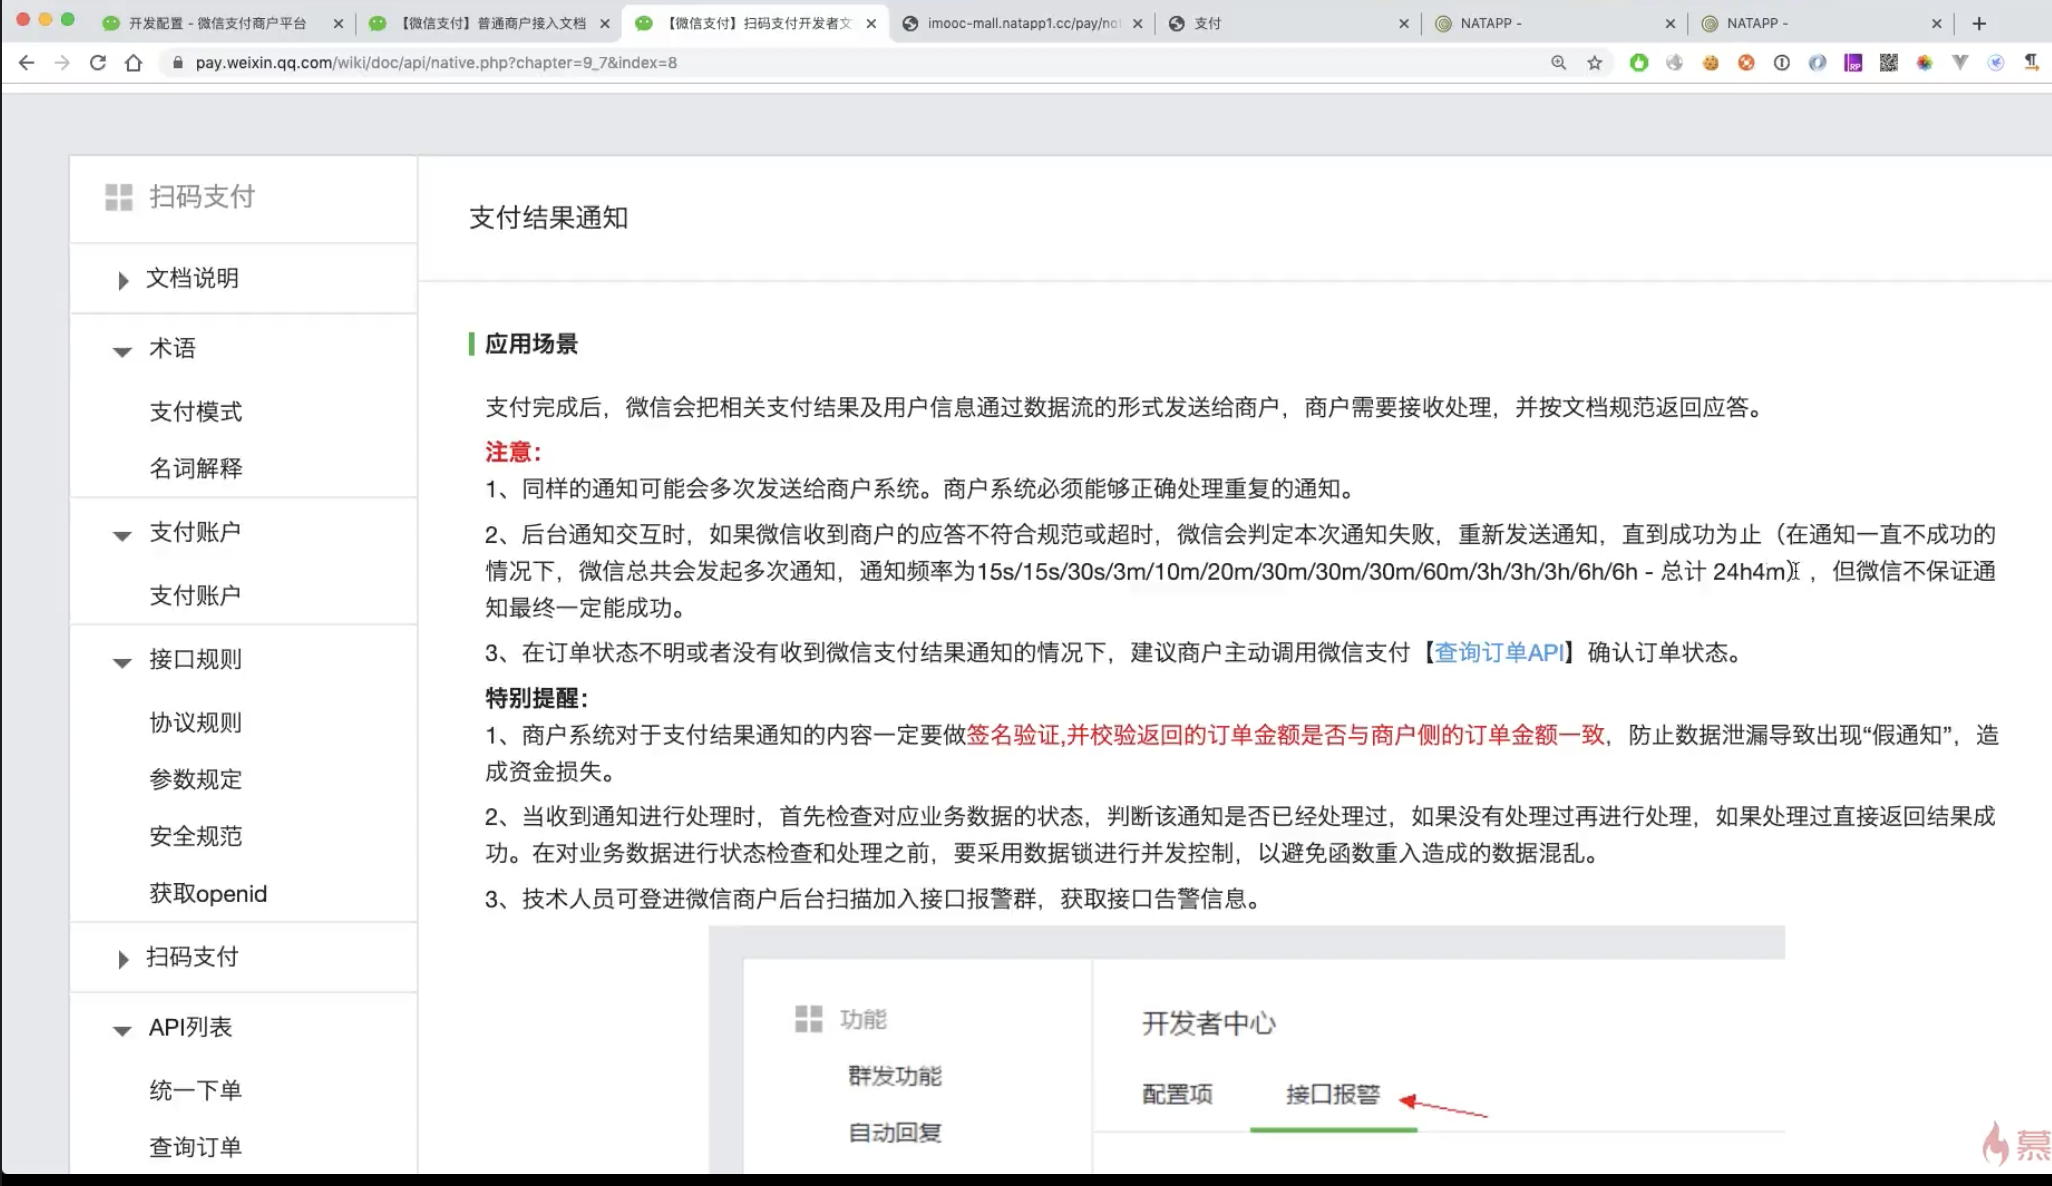 开发配置 - 微信支付商户平台
【微信支付】普通商户接入文档
【微信支付】扫码支付开发者文
imooc-mall.natapp1.cc/pay/no
支付
NATAPP -
NATAPP -
pay.weixin.qq.com/wiki/doc/api/native.php?chapter=9_7&index=8
扫码支付
文档说明
术语
支付模式
名词解释
支付账户
支付账户
接口规则
协议规则
参数规定
安全规范
获取openid
扫码支付
API列表
统一下单
查询订单
支付结果通知
应用场景
支付完成后，微信会把相关支付结果及用户信息通过数据流的形式发送给商户，商户需要接收处理，并按文档规范返回应答。
注意：
1、同样的通知可能会多次发送给商户系统。商户系统必须能够正确处理重复的通知。
2、后台通知交互时，如果微信收到商户的应答不符合规范或超时，微信会判定本次通知失败，重新发送通知，直到成功为止（在通知一直不成功的
情况下，微信总共会发起多次通知，通知频率为15s/15s/30s/3m/10m/20m/30m/30m/30m/60m/3h/3h/3h/6h/6h - 总计 24h4m），但微信不保证通
知最终一定能成功。
3、在订单状态不明或者没有收到微信支付结果通知的情况下，建议商户主动调用微信支付【查询订单API】确认订单状态。
特别提醒：
1、商户系统对于支付结果通知的内容一定要做签名验证,并校验返回的订单金额是否与商户侧的订单金额一致，防止数据泄漏导致出现“假通知”，造
成资金损失。
2、当收到通知进行处理时，首先检查对应业务数据的状态，判断该通知是否已经处理过，如果没有处理过再进行处理，如果处理过直接返回结果成
功。在对业务数据进行状态检查和处理之前，要采用数据锁进行并发控制，以避免函数重入造成的数据混乱。
3、技术人员可登进微信商户后台扫描加入接口报警群，获取接口告警信息。
功能
群发功能
自动回复
开发者中心
配置项
接口报警
慕